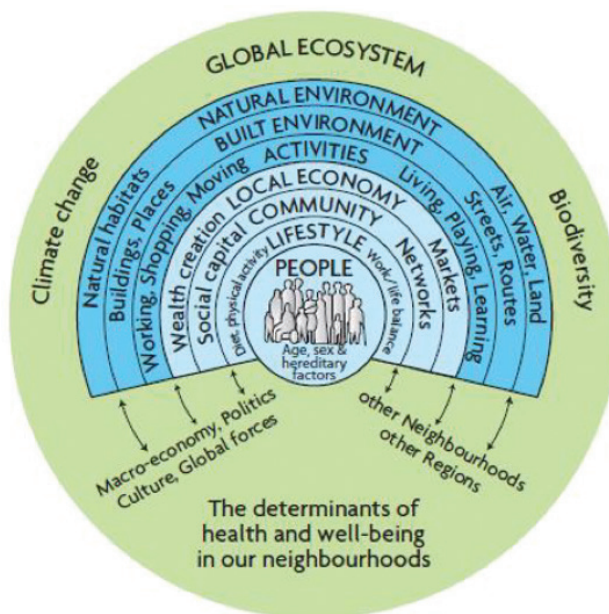 GLOBAL ECOSYSTEM
Climate change
Biodiversity
NATURAL ENVIRONMENT
Natural habitats
Air, Water, Land
BUILT ENVIRONMENT
Buildings, Places
Streets, Routes
ACTIVITIES
Working, Shopping, Moving
Living, Playing, Learning
LOCAL ECONOMY
Wealth creation
Markets
COMMUNITY
Social capital
Networks
LIFESTYLE
Diet, physical activity
Work/life balance
PEOPLE
Age, sex &
hereditary
factors
Macro-economy, Politics
Culture, Global forces
other Neighbourhoods
other Regions
The determinants of
health and well-being
in our neighbourhoods